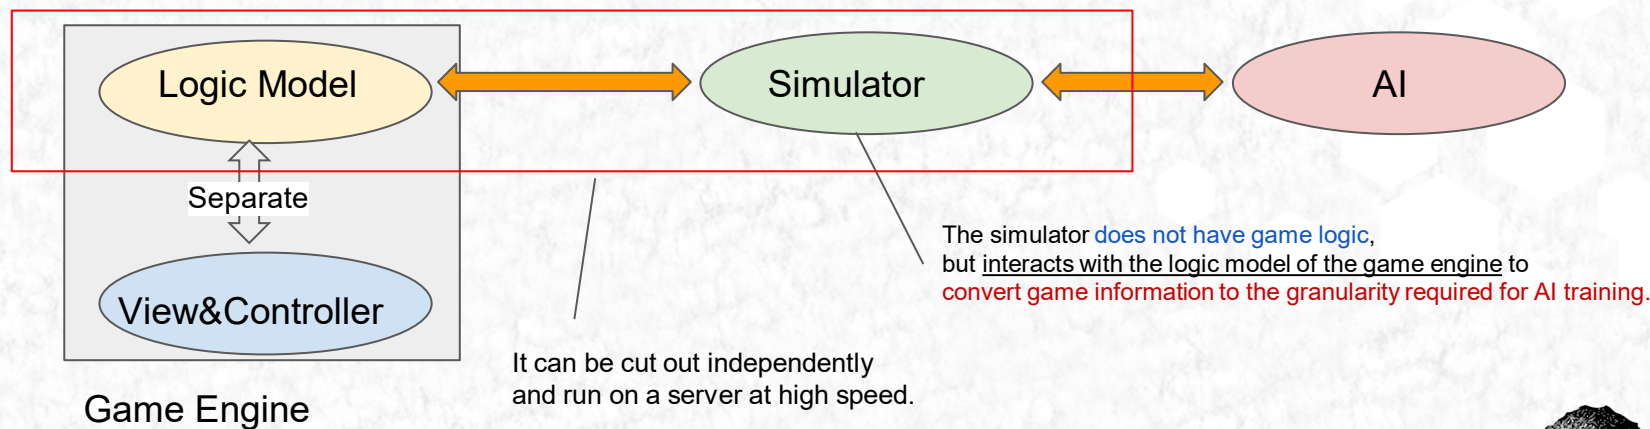 Logic Model
Simulator
AI
Separate
View&Controller
Game Engine
The simulator does not have game logic,
but interacts with the logic model of the game engine to
convert game information to the granularity required for AI training.
It can be cut out independently
and run on a server at high speed.